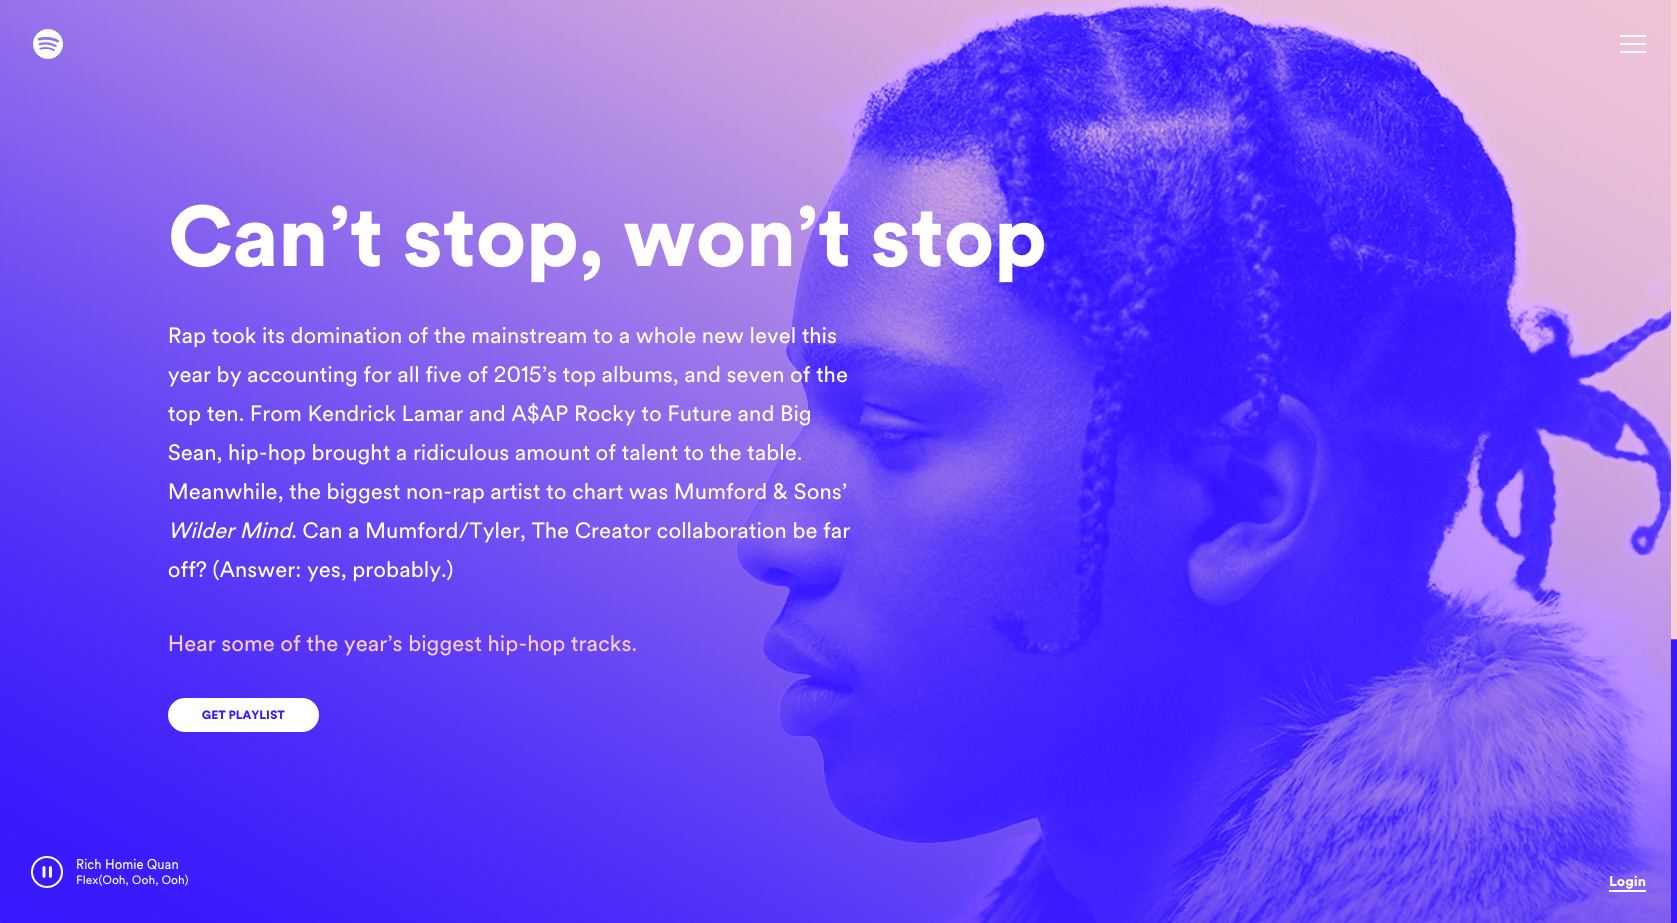 Can’t stop, won’t stop
Rap took its domination of the mainstream to a whole new level this
year by accounting for all five of 2015’s top albums, and seven of the
top ten. From Kendrick Lamar and A$AP Rocky to Future and Big
Sean, hip-hop brought a ridiculous amount of talent to the table.
Meanwhile, the biggest non-rap artist to chart was Mumford & Sons’
Wilder Mind. Can a Mumford/Tyler, The Creator collaboration be far
off? (Answer: yes, probably.)
Hear some of the year’s biggest hip-hop tracks.
GET PLAYLIST
Rich Homie Quan
Flex(Ooh, Ooh, Ooh)
Login